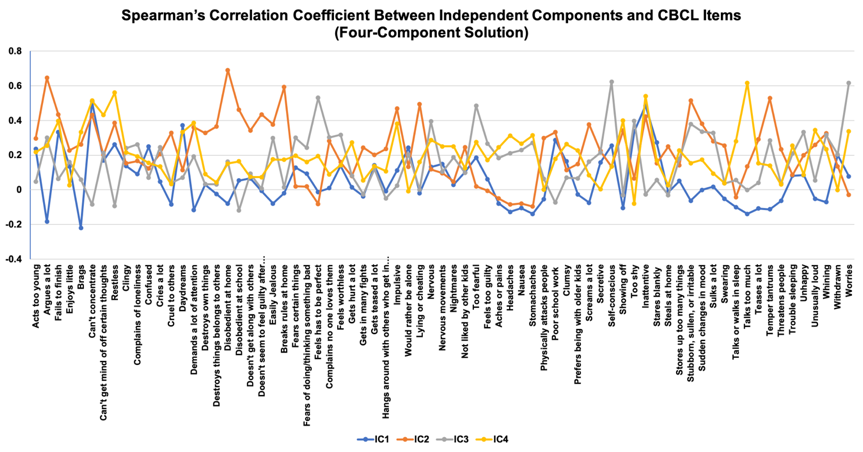 Spearman’s Correlation Coefficient Between Independent Components and CBCL Items
(Four-Component Solution)
0.8
0.6
0.4
0.2
0
-0.2
-0.4
Acts too young
Argues a lot
Fails to finish
Enjoys little
Brags
Can't concentrate
Can't get mind of off certain thoughts
Restless
Clingy
Complains of loneliness
Confused
Cries a lot
Cruel to others
Daydreams
Demands a lot of attention
Destroys own things
Destroys things belongs to others
Disobedient at home
Disobedient at school
Doesn't get along with others
Doesn't seem to feel guilty after…
Easily Jealous
Breaks rules at home
Fears certain things
Fears of doing/thinking something bad
Feels has to be perfect
Complains no one loves them
Feels worthless
Gets hurt a lot
Gets in many fights
Gets teased a lot
Hangs around with others who get in…
Impulsive
Would rather be alone
Lying or cheating
Nervous
Nervous movements
Nightmares
Not liked by other kids
Too fearful
Feels too guilty
Aches or pains
Headaches
Nausea
Stomachaches
Physically attacks people
Poor school work
Clumsy
Prefers being with older kids
Screams a lot
Secretive
Self-conscious
Showing off
Too shy
Inattentive
Stares blankly
Steals at home
Stores up too many things
Stubborn, sullen, or irritable
Sudden changes in mood
Sulks a lot
Swearing
Talks or walks in sleep
Talks too much
Teases a lot
Temper tantrums
Threatens people
Trouble sleeping
Unhappy
Unusually loud
Whining
Withdrawn
Worries
IC1 IC2 IC3 IC4